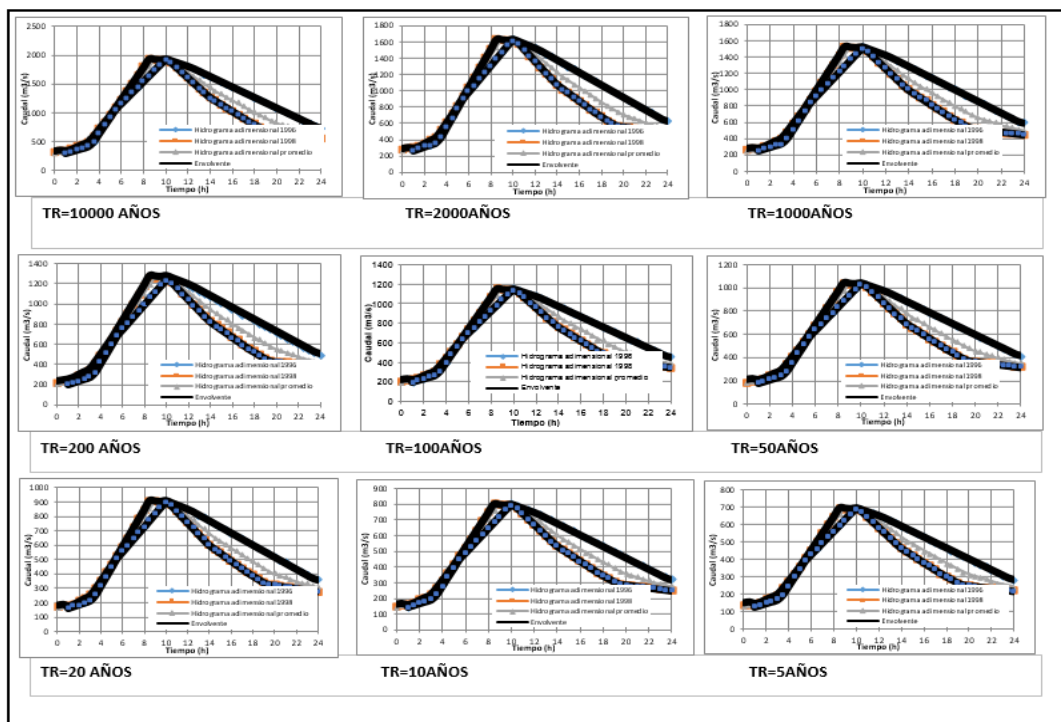 Caudal (m3/s)
2500
2000
1500
1000
500
0
0 2 4 6 8 10 12 14 16 18 20 22 24
Tiempo (h)
Hidrograma adimensional 1996
Hidrograma adimensional 1998
Hidrograma adimensional promedio
Envolvente
TR=10000 AÑOS
Caudal (m3/s)
1800
1600
1400
1200
1000
800
600
400
200
0
0 2 4 6 8 10 12 14 16 18 20 22 24
Tiempo (h)
Hidrograma adimensional 1996
Hidrograma adimensional 1998
Hidrograma adimensional promedio
Envolvente
TR=2000AÑOS
Caudal (m3/s)
1800
1600
1400
1200
1000
800
600
400
200
0
0 2 4 6 8 10 12 14 16 18 20 22 24
Tiempo (h)
Hidrograma adimensional 1996
Hidrograma adimensional 1998
Hidrograma adimensional promedio
Envolvente
TR=1000AÑOS
Caudal (m3/s)
1400
1200
1000
800
600
400
200
0
0 2 4 6 8 10 12 14 16 18 20 22 24
Tiempo (h)
Hidrograma adimensional 1996
Hidrograma adimensional 1998
Hidrograma adimensional promedio
Envolvente
TR=200 AÑOS
Caudal (m3/s)
1400
1200
1000
800
600
400
200
0
0 2 4 6 8 10 12 14 16 18 20 22 24
Tiempo (h)
Hidrograma adimensional 1998
Hidrograma adimensional 1998
Hidrograma adimensional promedio
Envolvente
TR=100AÑOS
Caudal (m3/s)
1200
1000
800
600
400
200
0
0 2 4 6 8 10 12 14 16 18 20 22 24
Tiempo (h)
Hidrograma adimensional 1996
Hidrograma adimensional 1998
Hidrograma adimensional promedio
Envolvente
TR=50AÑOS
Caudal (m3/s)
1000
900
800
700
600
500
400
300
200
100
0
0 2 4 6 8 10 12 14 16 18 20 22 24
Tiempo (h)
Hidrograma adimensional 1996
Hidrograma adimensional 1998
Hidrograma adimensional promedio
Envolvente
TR=20 AÑOS
Caudal (m3/s)
900
800
700
600
500
400
300
200
100
0
0 2 4 6 8 10 12 14 16 18 20 22 24
Tiempo (h)
Hidrograma adimensional 1996
Hidrograma adimensional 1998
Hidrograma adimensional promedio
Envolvente
TR=10AÑOS
Caudal (m3/s)
800
700
600
500
400
300
200
100
0
0 2 4 6 8 10 12 14 16 18 20 22 24
Tiempo (h)
Hidrograma adimensional 1996
Hidrograma adimensional 1998
Hidrograma adimensional promedio
Envolvente
TR=5AÑOS